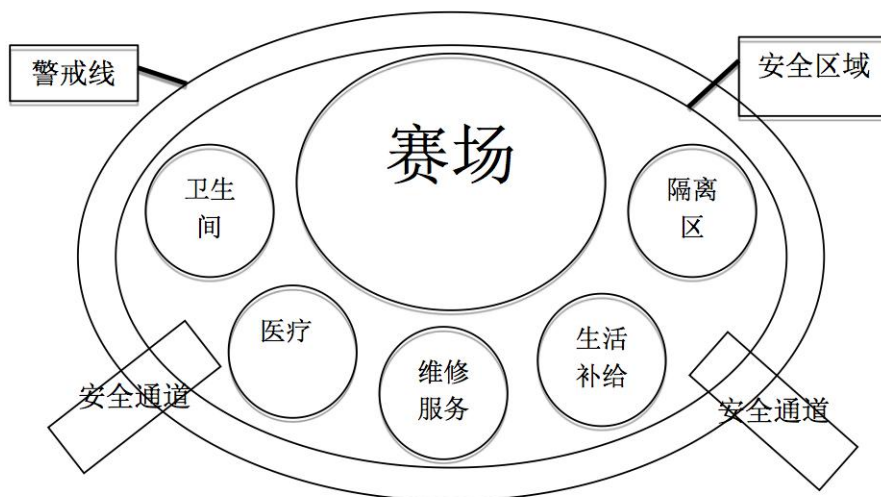 警戒线
安全区域
赛场
卫生
间
隔离
区
医疗
维修
服务
生活
补给
安全通道
安全通道